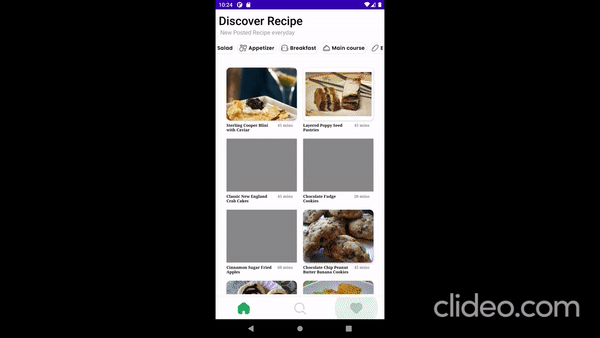 10:24
Discover Recipe
New Posted Recipe everyday
Salad Appetizer Breakfast Main course
Sterling Cooper Blini 35 mins
with Caviar
Layered Poppy Seed 45 mins
Pastries
Classic New England 45 mins
Crab Cakes
Chocolate Fudge 20 mins
Cookies
Cinnamon Sugar Fried 60 mins
Apples
Chocolate Chip Peanut 45 mins
Butter Banana Cookies
clideo.com